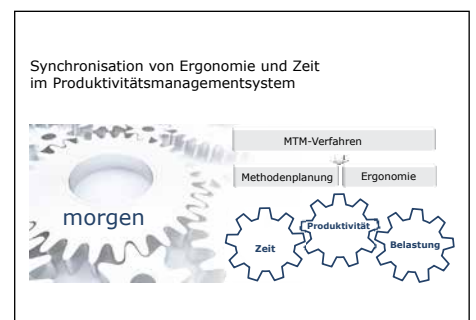 Synchronisation von Ergonomie und Zeit
im Produktivitätsmanagementsystem
MTM-Verfahren
Methodenplanung
Ergonomie
morgen
Zeit
Produktivität
Belastung